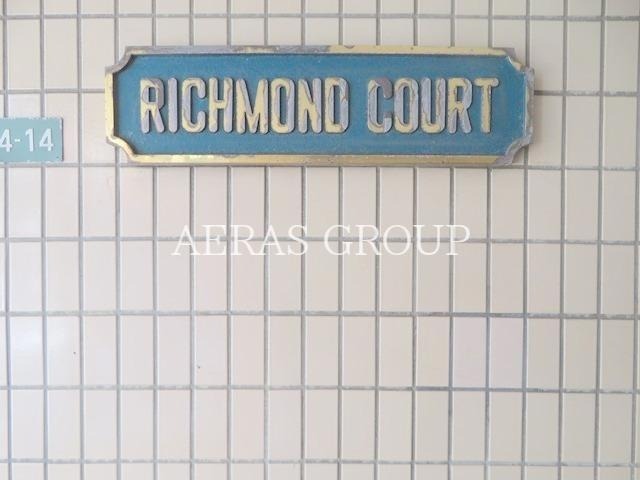 RICHMOND COURT
4-14
AERAS GROUP